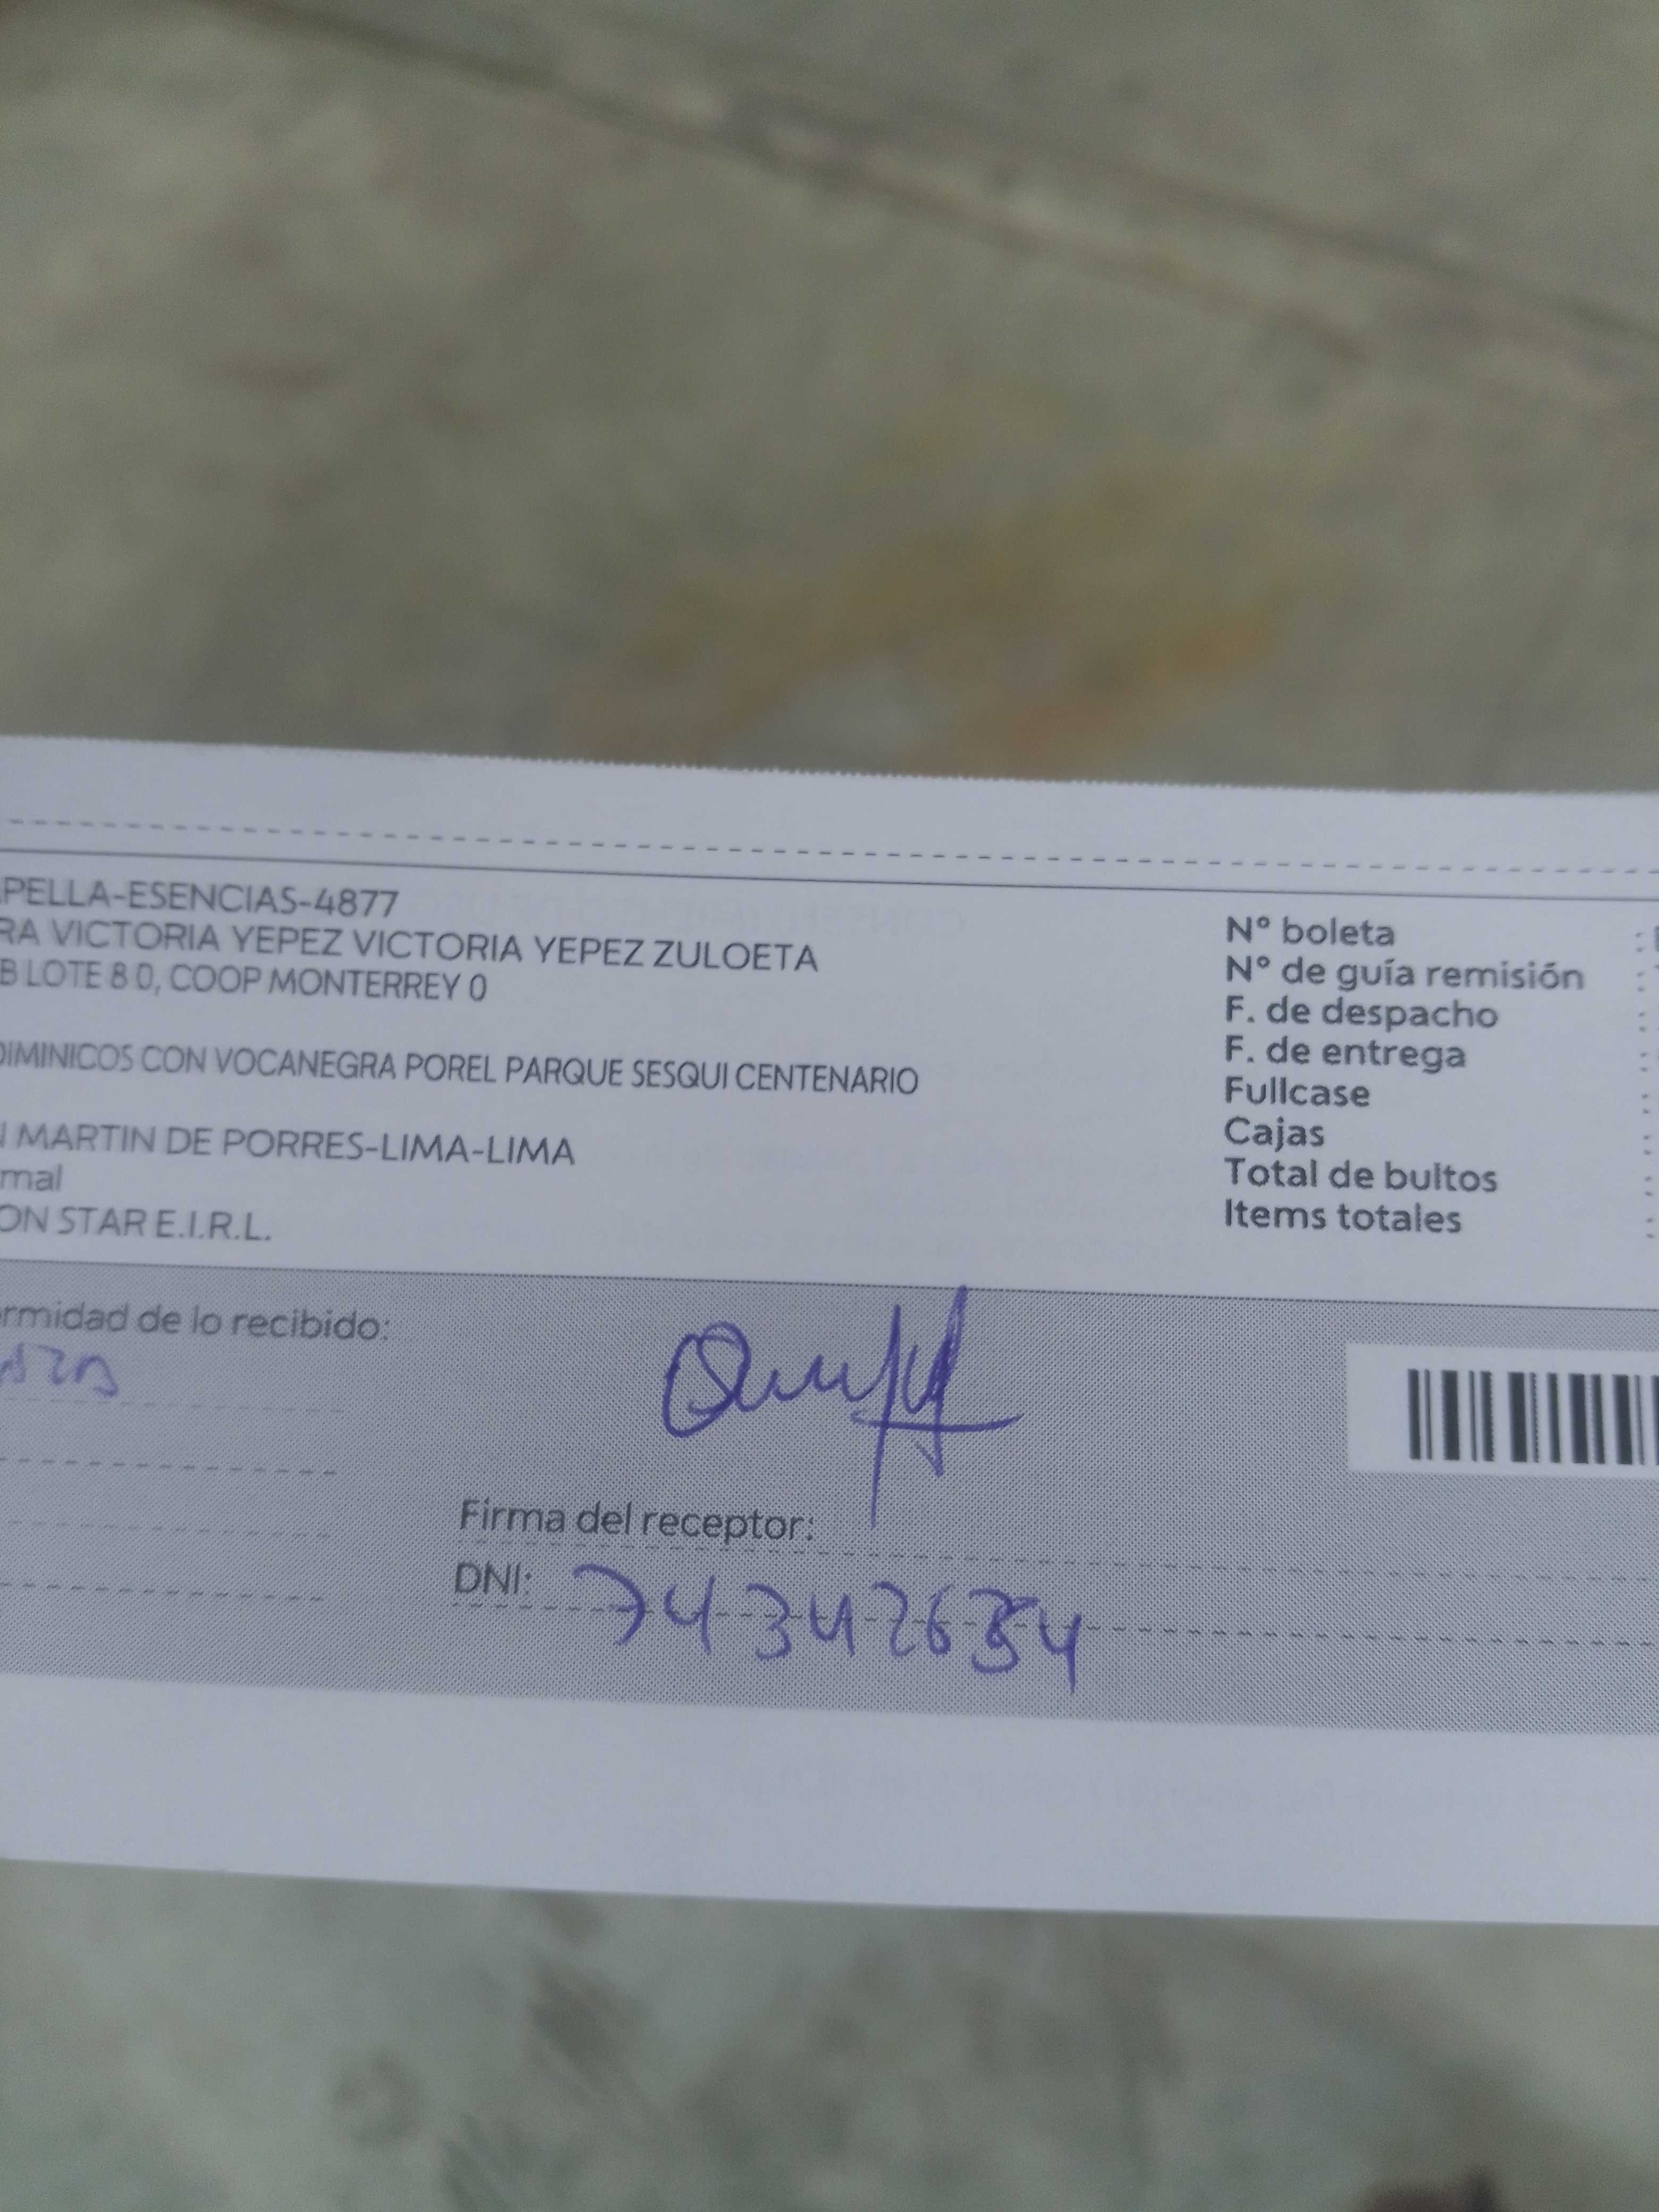 PELLA-ESENCIAS-4877
RA VICTORIA YEPEZ VICTORIA YEPEZ ZULOETA
B LOTE 8 0, COOP MONTERREY 0
DIMINICOS CON VOCANEGRA POREL PARQUE SESQUI CENTENARIO
MARTIN DE PORRES-LIMA-LIMA
mal
ON STAR E.I.R.L.
Nº boleta :
Nº de guía remisión :
F. de despacho :
F. de entrega :
Fullcase :
Cajas :
Total de bultos :
Items totales :
rmidad de lo recibido:
Firma del receptor:
DNI: